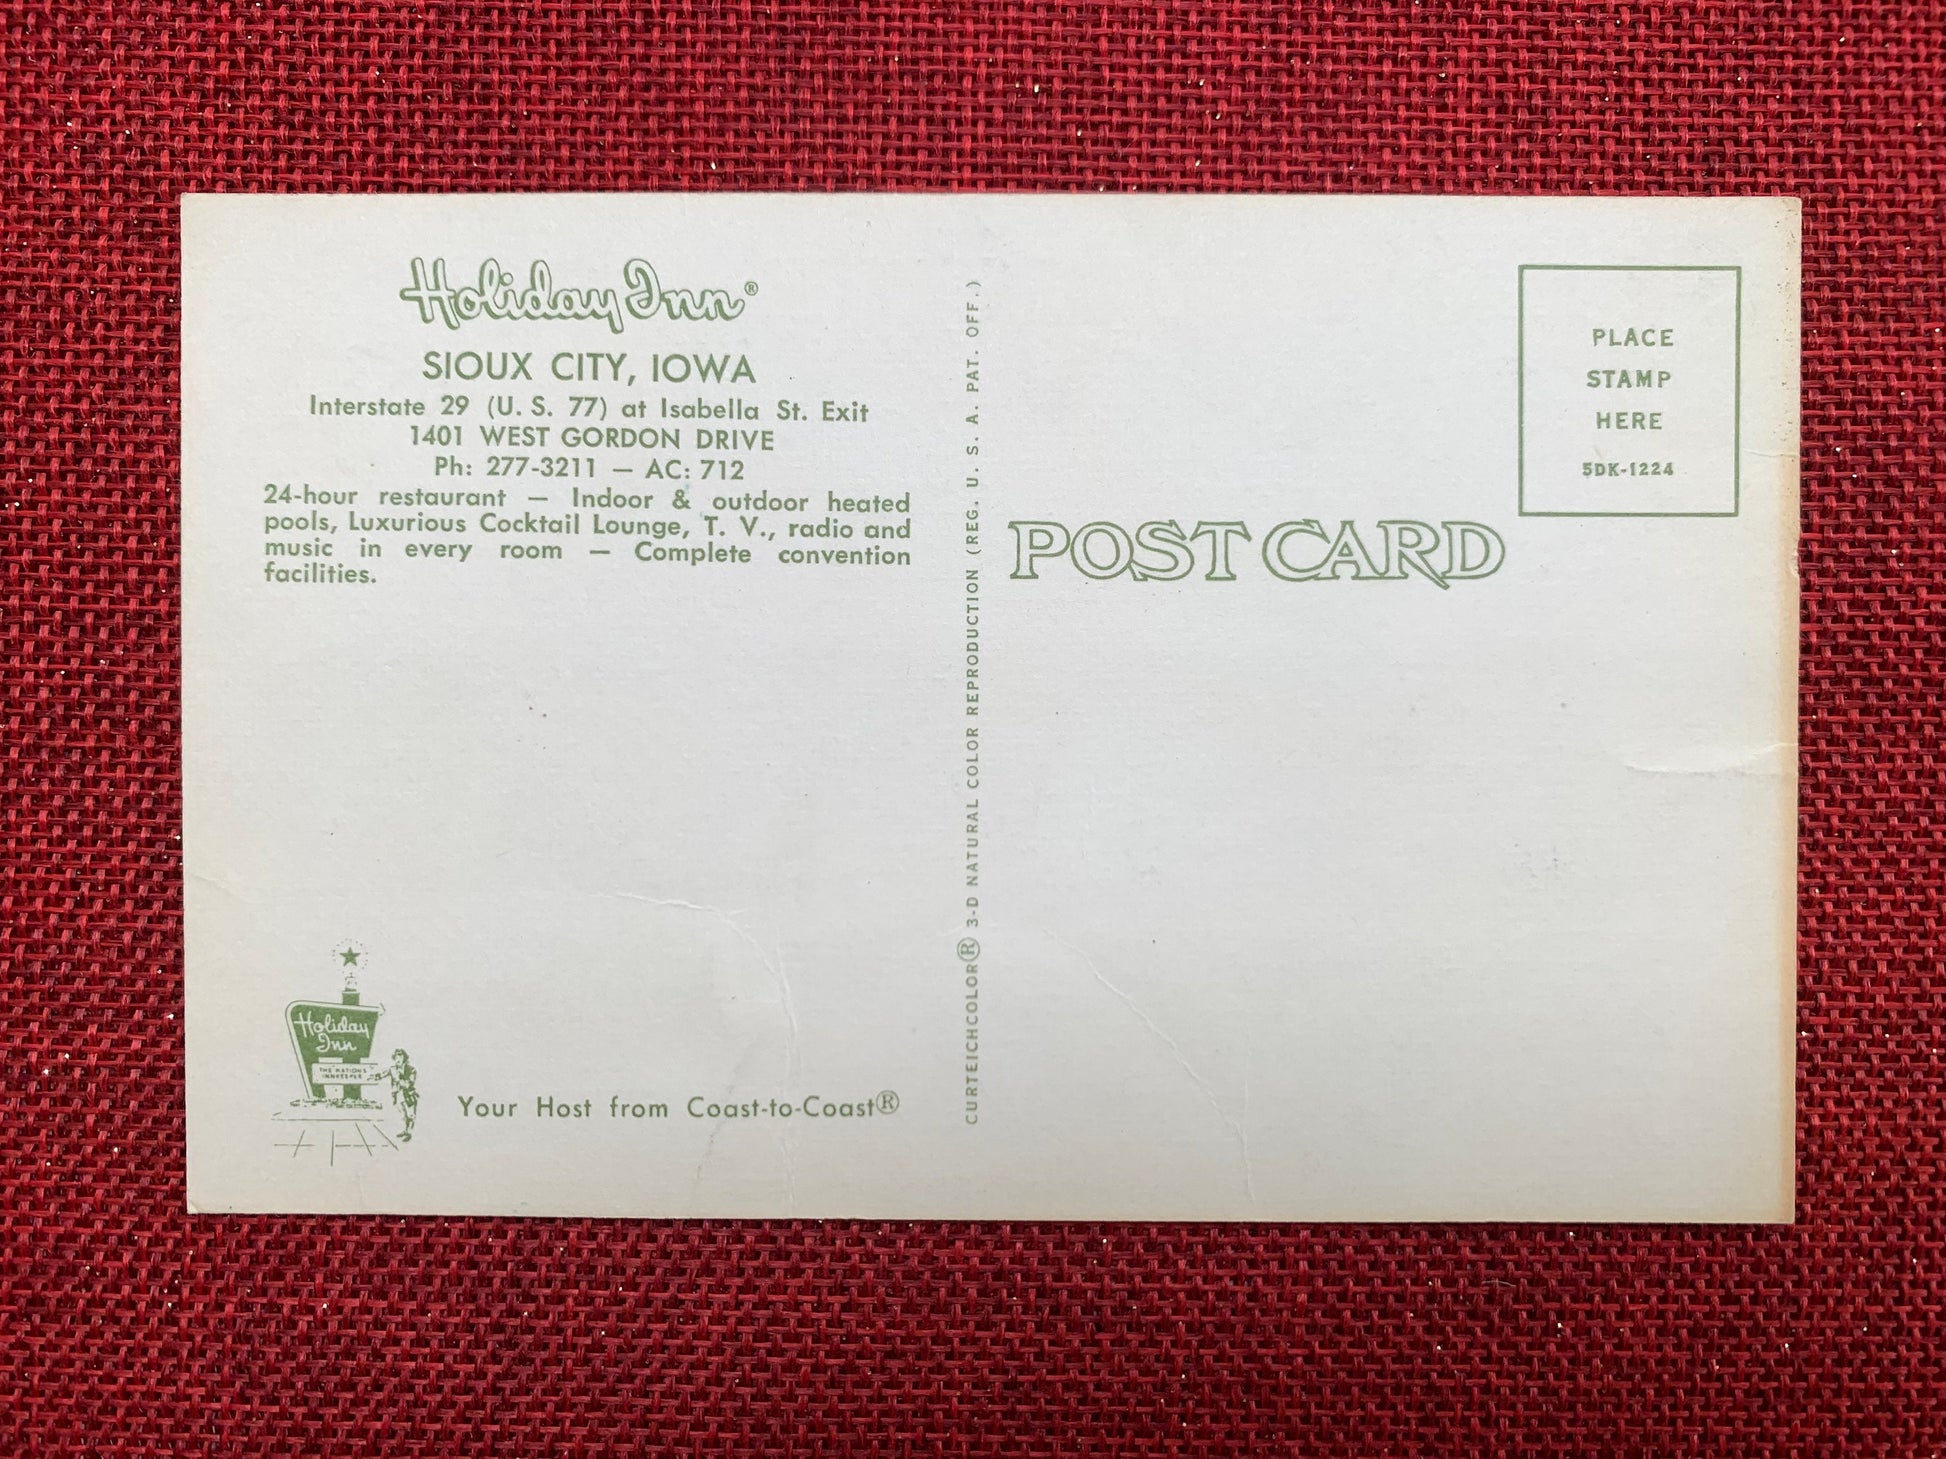 Holiday Inn®
SIOUX CITY, IOWA
Interstate 29 (U. S. 77) at Isabella St. Exit
1401 WEST GORDON DRIVE
Ph: 277-3211 — AC: 712
24-hour restaurant — Indoor & outdoor heated
pools, Luxurious Cocktail Lounge, T. V., radio and
music in every room — Complete convention
facilities.
Holiday
Inn
THE NATION'S
INNKEEPER
Your Host from Coast-to-Coast®
CURTEICHCOLOR® 3-D NATURAL COLOR REPRODUCTION (REG. U. S. A. PAT. OFF.)
POST CARD
PLACE
STAMP
HERE
5DK-1224